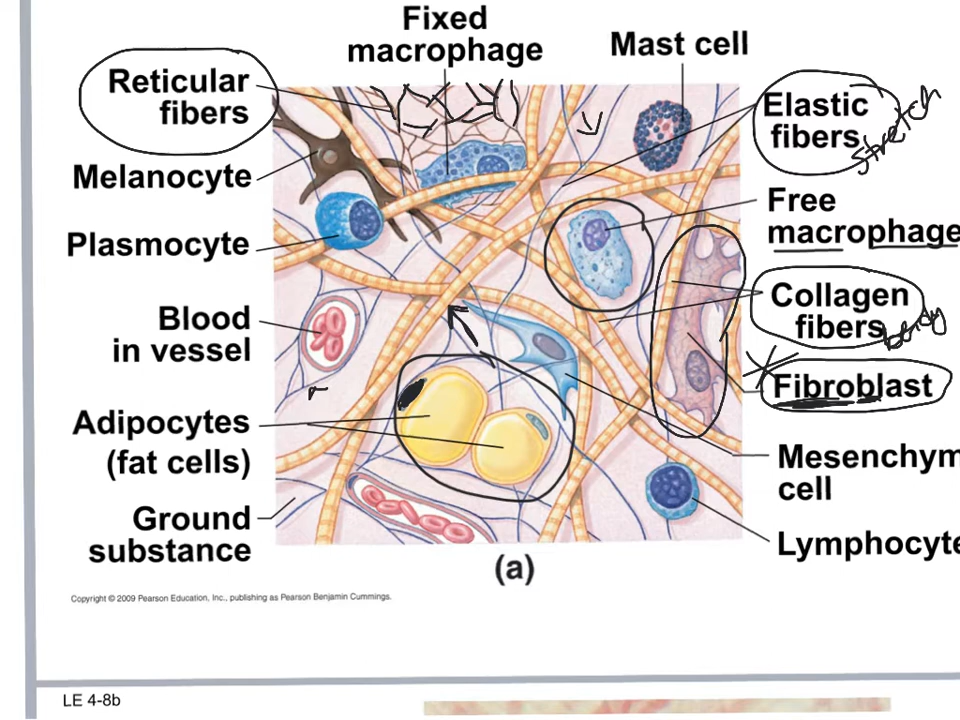 Fixed
macrophage
Mast cell
Reticular
fibers
Elastic
fibers
stretch
Melanocyte
Free
macrophage
Plasmocyte
Collagen
fibers
Blood
in vessel
Fibroblast
Adipocytes
(fat cells)
Mesenchym
cell
Ground
substance
Lymphocyte
(a)
Copyright © 2009 Pearson Education, Inc., publishing as Pearson Benjamin Cummings.
LE 4-8b